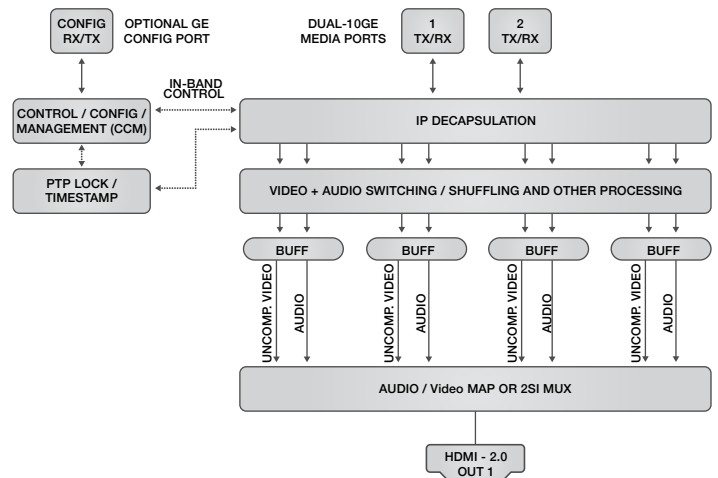 CONFIG
RX/TX
OPTIONAL GE
CONFIG PORT
DUAL-10GE
MEDIA PORTS
1
TX/RX
2
TX/RX
IN-BAND
CONTROL
CONTROL / CONFIG /
MANAGEMENT (CCM)
IP DECAPSULATION
PTP LOCK /
TIMESTAMP
VIDEO + AUDIO SWITCHING / SHUFFLING AND OTHER PROCESSING
BUFF
BUFF
BUFF
BUFF
UNCOMP. VIDEO
AUDIO
UNCOMP. VIDEO
AUDIO
UNCOMP. VIDEO
AUDIO
UNCOMP. VIDEO
AUDIO
AUDIO / Video MAP OR 2SI MUX
HDMI - 2.0
OUT 1